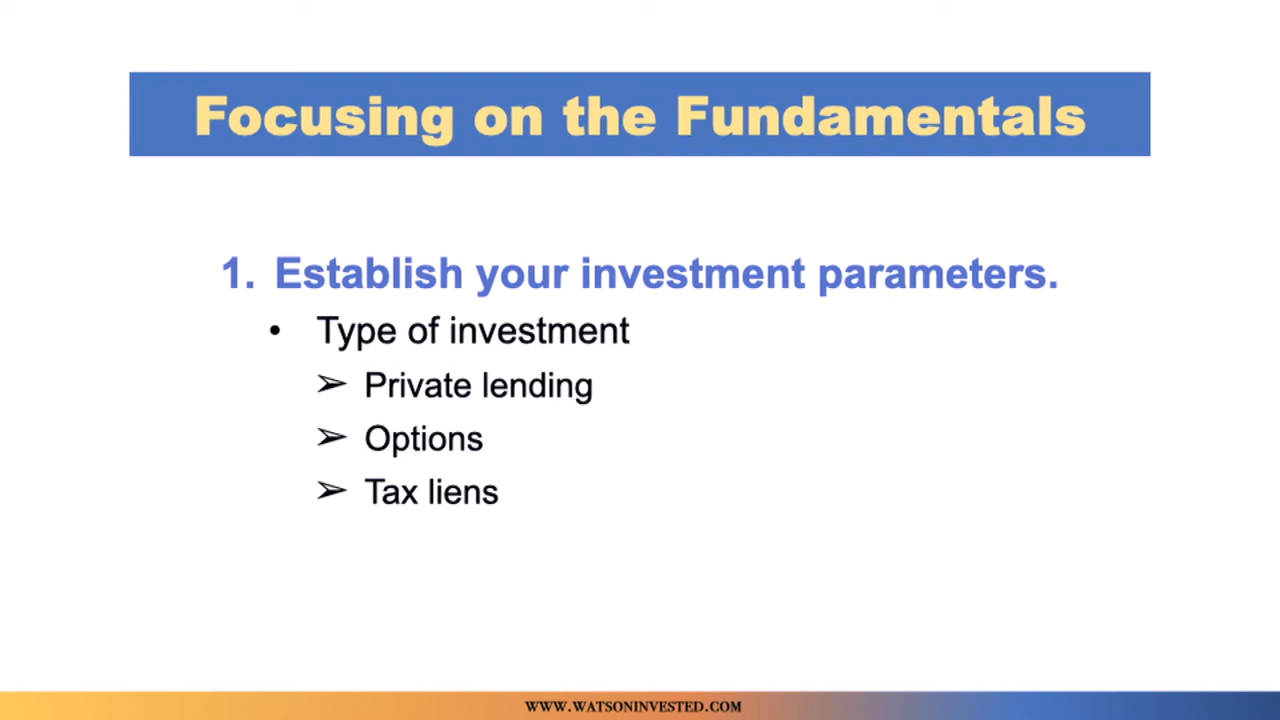 Focusing on the Fundamentals
1. Establish your investment parameters.
• Type of investment
➢ Private lending
➢ Options
➢ Tax liens
WWW.WATSONINVESTED.COM